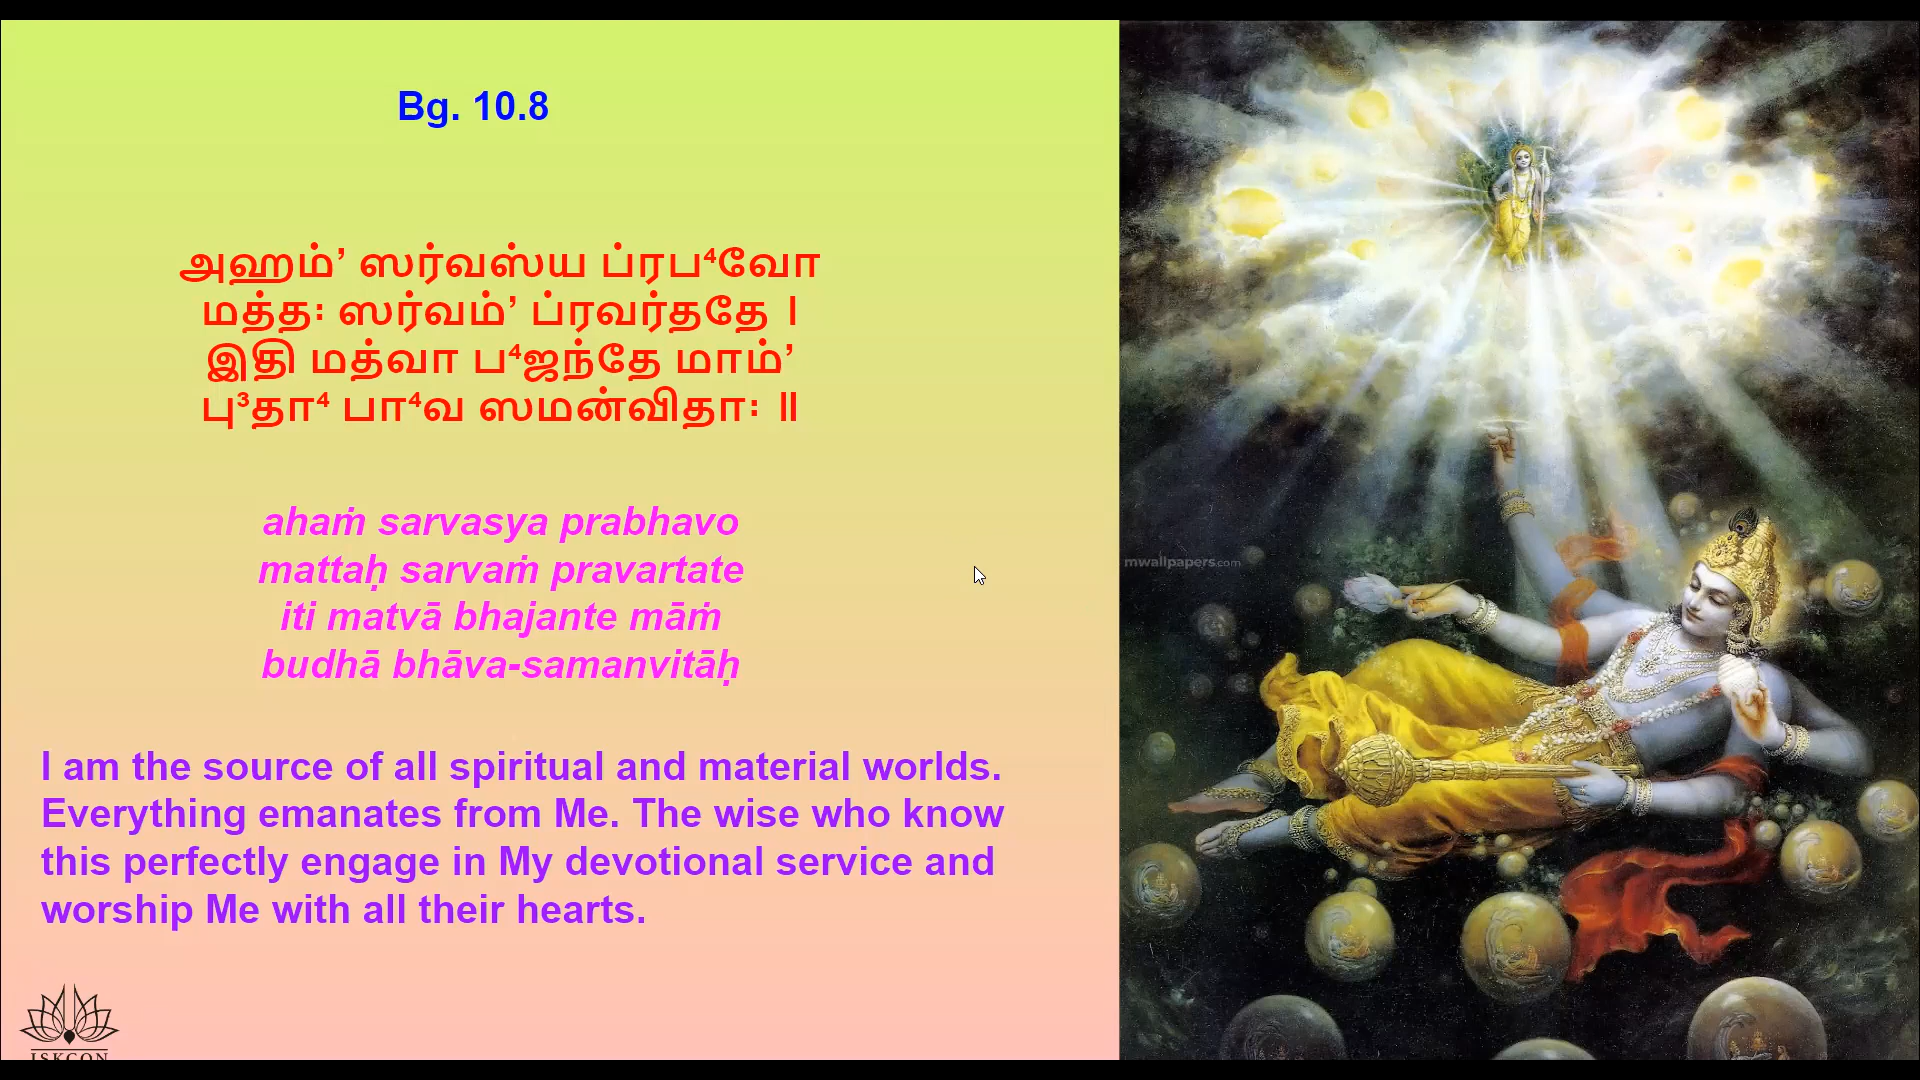 Bg. 10.8
அஹம்’ ஸர்வஸ்ய ப்ரப⁴வோ
மத்த: ஸர்வம்’ ப்ரவர்ததே ।
இதி மத்வா ப⁴ஜந்தே மாம்’
பு³தா⁴ பா⁴வ ஸமன்விதா: ॥
ahaṁ sarvasya prabhavo
mattaḥ sarvaṁ pravartate
iti matvā bhajante māṁ
budhā bhāva-samanvitāḥ
I am the source of all spiritual and material worlds.
Everything emanates from Me. The wise who know
this perfectly engage in My devotional service and
worship Me with all their hearts.
ISKCON
mwallpapers.com